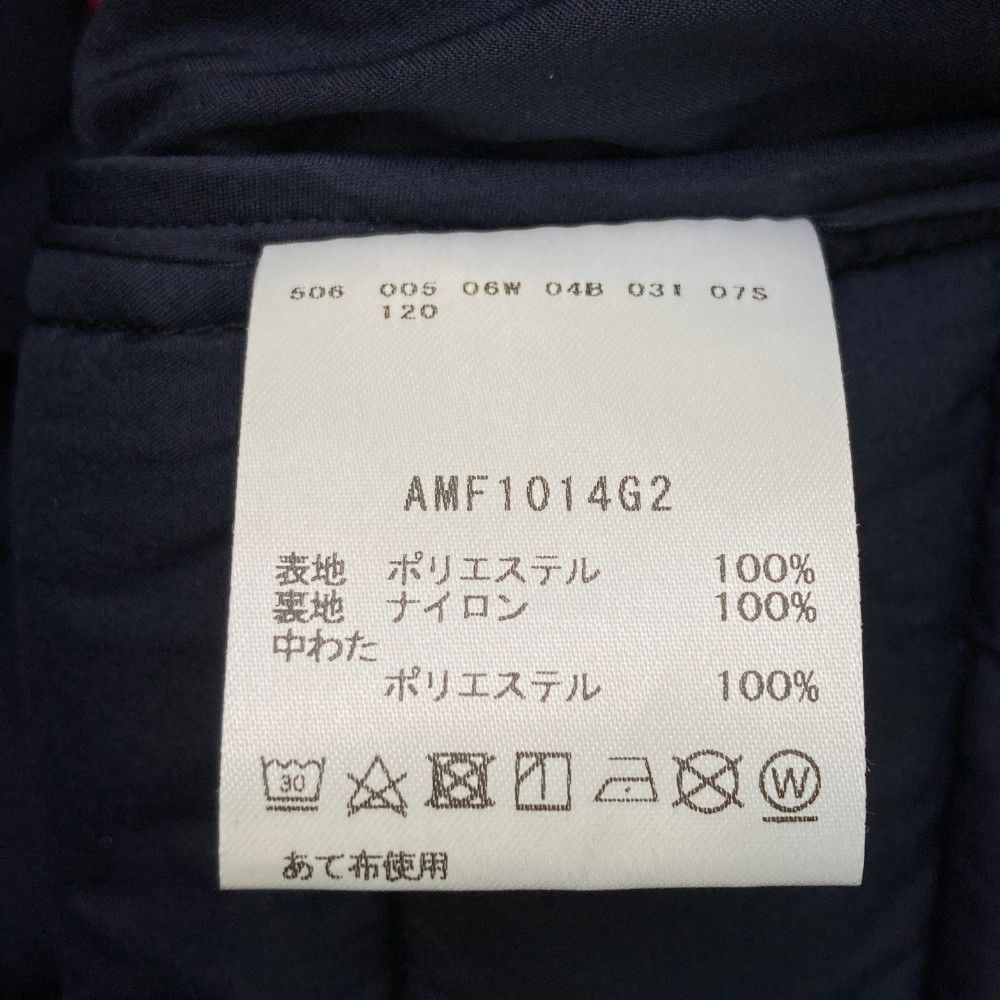 506 005 06W 04B 031 07S
120
AMF1014G2
表地 ポリエステル 100%
裏地 ナイロン 100%
中わた
ポリエステル 100%
30 W
あて布使用